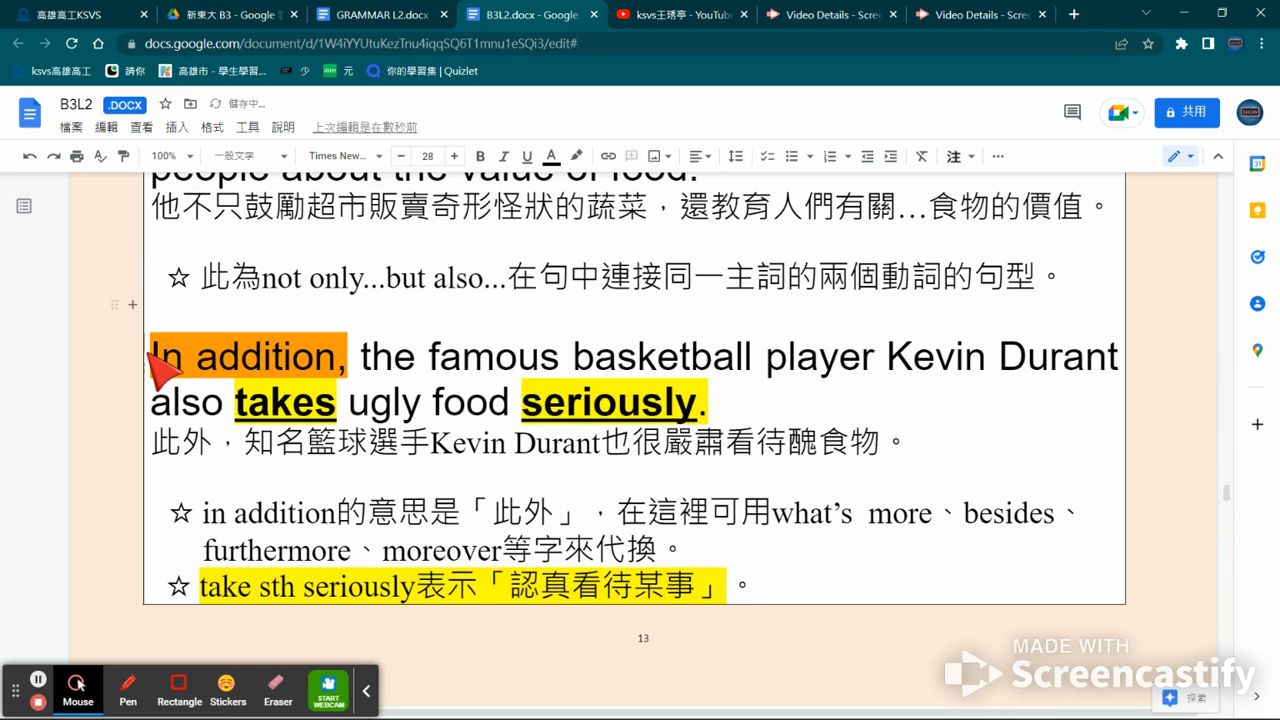 高雄高工KSVS
新東大 B3 - Google
GRAMMAR L2.docx
B3L2.docx - Google
ksvs王琇亭 - YouTube
Video Details - Scree
Video Details - Scree
docs.google.com/document/d/1W4iYYUtuKezTnu4iqqSQ6T1mnu1eSQi3/edit#
ksvs高雄高工
請你
高雄市 - 學生學習...
少
元
你的學習集 | Quizlet
B3L2
.DOCX
儲存中...
檔案
編輯
查看
插入
格式
工具
說明
上次編輯是在數秒前
共用
100%
一般文字
Times New...
28
people about the value of food.
他不只鼓勵超市販賣奇形怪狀的蔬菜，還教育人們有關...食物的價值。
☆ 此為not only...but also...在句中連接同一主詞的兩個動詞的句型。
In addition, the famous basketball player Kevin Durant
also takes ugly food seriously.
此外，知名籃球選手Kevin Durant也很嚴肅看待醜食物。
☆ in addition的意思是「此外」，在這裡可用what's more、besides、
furthermore、moreover等字來代換。
☆ take sth seriously表示「認真看待某事」。
13
MADE WITH
Screencastify
探索
Mouse
Pen
Rectangle
Stickers
Eraser
START
WEBCAM